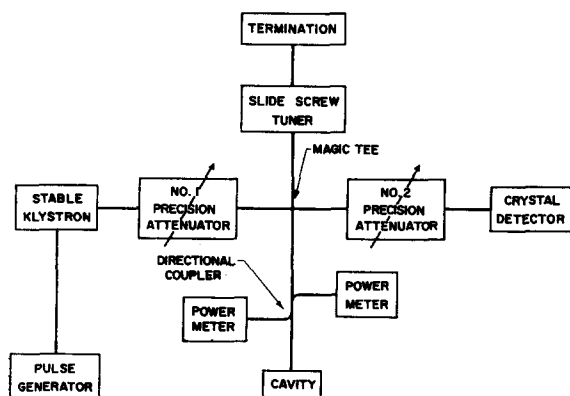 TERMINATION
SLIDE SCREW
TUNER
MAGIC TEE
STABLE
KLYSTRON
NO. 1
PRECISION
ATTENUATOR
NO. 2
PRECISION
ATTENUATOR
CRYSTAL
DETECTOR
DIRECTIONAL
COUPLER
POWER
METER
POWER
METER
PULSE
GENERATOR
CAVITY